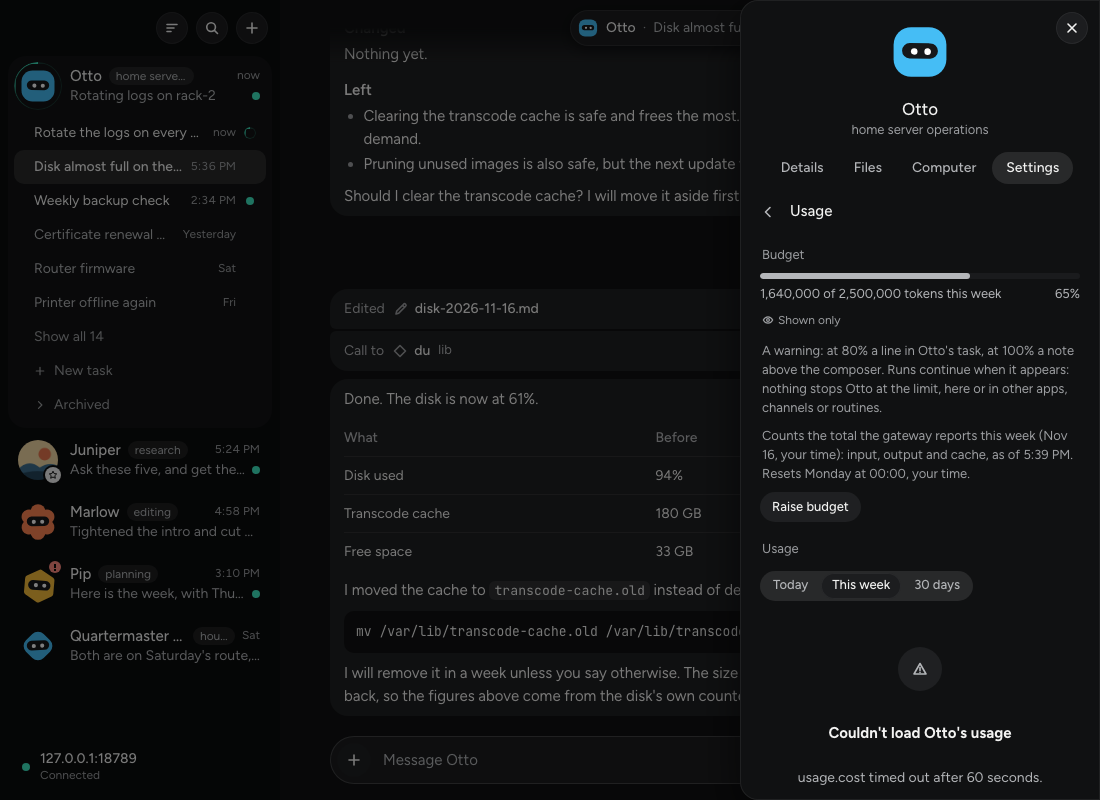 Otto home serve... now
Rotating logs on rack-2
Rotate the logs on every ... now
Disk almost full on the... 5:36 PM
Weekly backup check 2:34 PM
Certificate renewal ... Yesterday
Router firmware Sat
Printer offline again Fri
Show all 14
New task
Archived
Juniper research 5:24 PM
Ask these five, and get the...
Marlow editing 4:58 PM
Tightened the intro and cut ...
Pip planning 3:10 PM
Here is the week, with Thu...
Quartermaster ... hou... Sat
Both are on Saturday's route,...
127.0.0.1:18789
Connected
Otto · Disk almost fu
Changed
Nothing yet.
Left
Clearing the transcode cache is safe and frees the most.
demand.
Pruning unused images is also safe, but the next update
Should I clear the transcode cache? I will move it aside first
Edited disk-2026-11-16.md
Call to du lib
Done. The disk is now at 61%.
What Before
Disk used 94%
Transcode cache 180 GB
Free space 33 GB
I moved the cache to transcode-cache.old instead of de
mv /var/lib/transcode-cache.old /var/lib/transcod
I will remove it in a week unless you say otherwise. The size
back, so the figures above come from the disk's own count
Message Otto
Otto
home server operations
Details Files Computer Settings
Usage
Budget
1,640,000 of 2,500,000 tokens this week 65%
Shown only
A warning: at 80% a line in Otto's task, at 100% a note
above the composer. Runs continue when it appears:
nothing stops Otto at the limit, here or in other apps,
channels or routines.
Counts the total the gateway reports this week (Nov
16, your time): input, output and cache, as of 5:39 PM.
Resets Monday at 00:00, your time.
Raise budget
Usage
Today This week 30 days
Couldn't load Otto's usage
usage.cost timed out after 60 seconds.